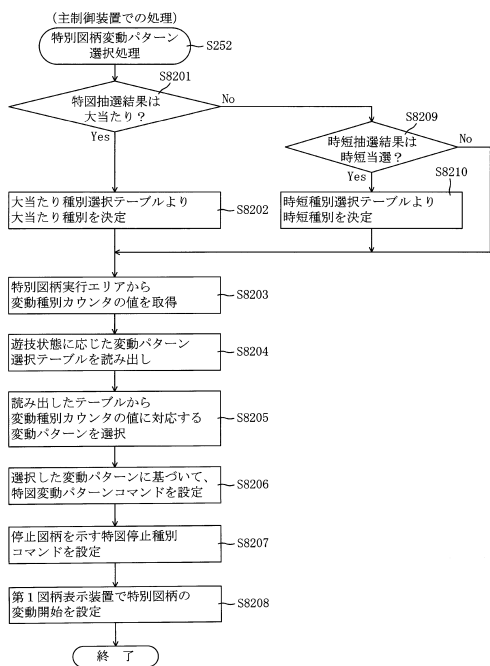 （主制御装置での処理）
特別図柄変動パターン
選択処理
S252
S8201
特図抽選結果は
大当たり？
No
Yes
S8209
時短抽選結果は
時短当選？
No
Yes
S8210
大当たり種別選択テーブルより
大当たり種別を決定
S8202
時短種別選択テーブルより
時短種別を決定
特別図柄実行エリアから
変動種別カウンタの値を取得
S8203
遊技状態に応じた変動パターン
選択テーブルを読み出し
S8204
読み出したテーブルから
変動種別カウンタの値に対応する
変動パターンを選択
S8205
選択した変動パターンに基づいて、
特図変動パターンコマンドを設定
S8206
停止図柄を示す特図停止種別
コマンドを設定
S8207
第１図柄表示装置で特別図柄の
変動開始を設定
S8208
終 了